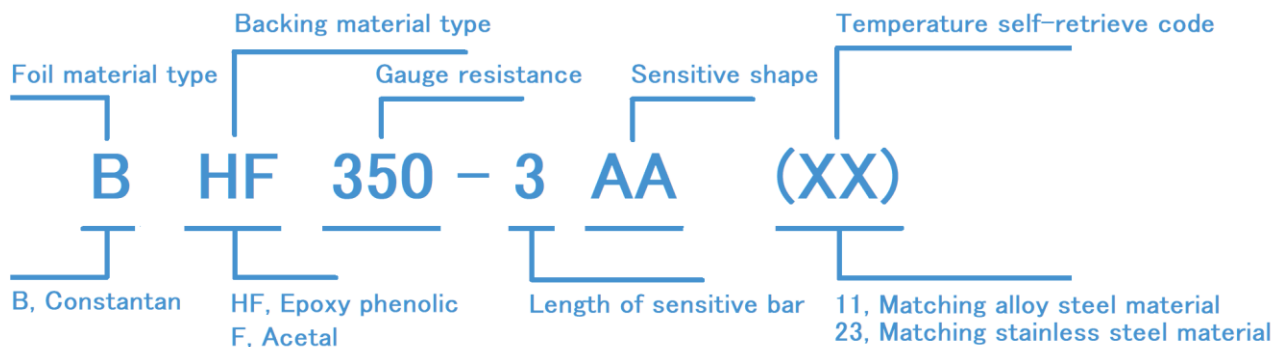 Backing material type
Temperature self-retrieve code
Foil material type
Gauge resistance
Sensitive shape
B HF 350 - 3 AA (XX)
B, Constantan
HF, Epoxy phenolic
F, Acetal
Length of sensitive bar
11, Matching alloy steel material
23, Matching stainless steel material